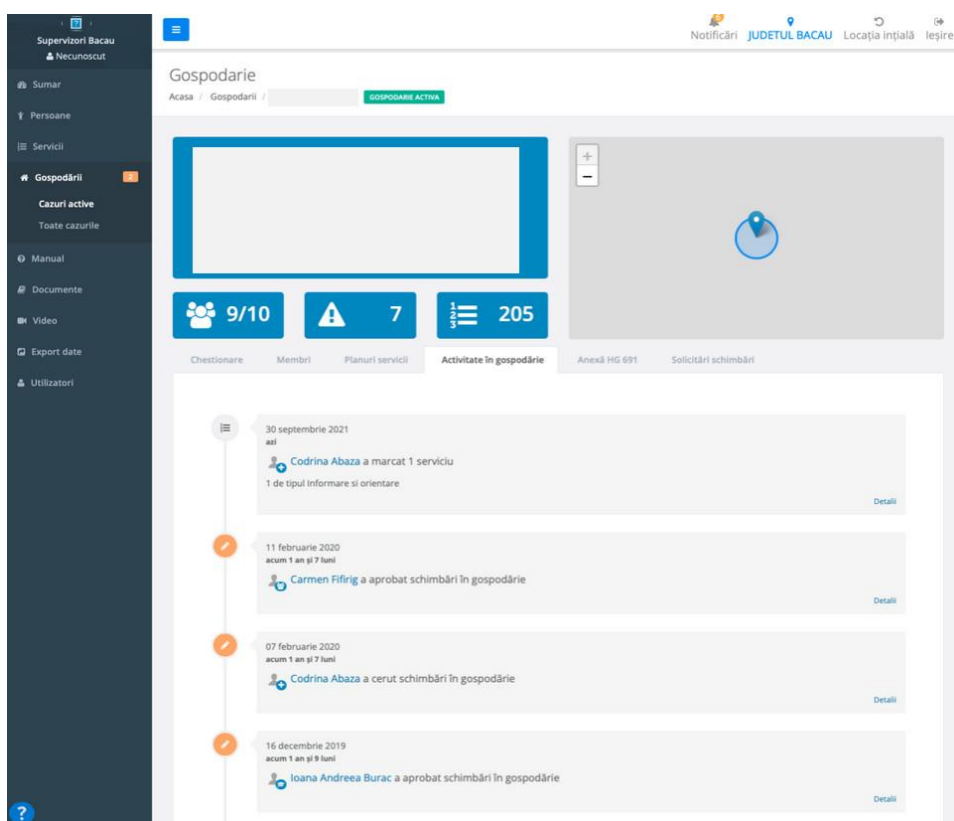 Supervizori Bacau
Necunoscut
Sumar
Persoane
Servicii
Gospodării 2
Cazuri active
Toate cazurile
Manual
Documente
Video
Export date
Utilizatori
?
Notificări
JUDETUL BACAU
Locația inţială
Ieșire
Gospodarie
Acasa / Gospodarii /
GOSPODARIE ACTIVA
+
−
9/10
7
205
Chestionare
Membri
Planuri servicii
Activitate în gospodărie
Anexă HG 691
Solicitări schimbări
30 septembrie 2021
azi
Codrina Abaza a marcat 1 serviciu
1 de tipul Informare si orientare
Detalii
11 februarie 2020
acum 1 an și 7 luni
Carmen Fifirig a aprobat schimbări în gospodărie
Detalii
07 februarie 2020
acum 1 an și 7 luni
Codrina Abaza a cerut schimbări în gospodărie
Detalii
16 decembrie 2019
acum 1 an și 9 luni
Ioana Andreea Burac a aprobat schimbări în gospodărie
Detalii